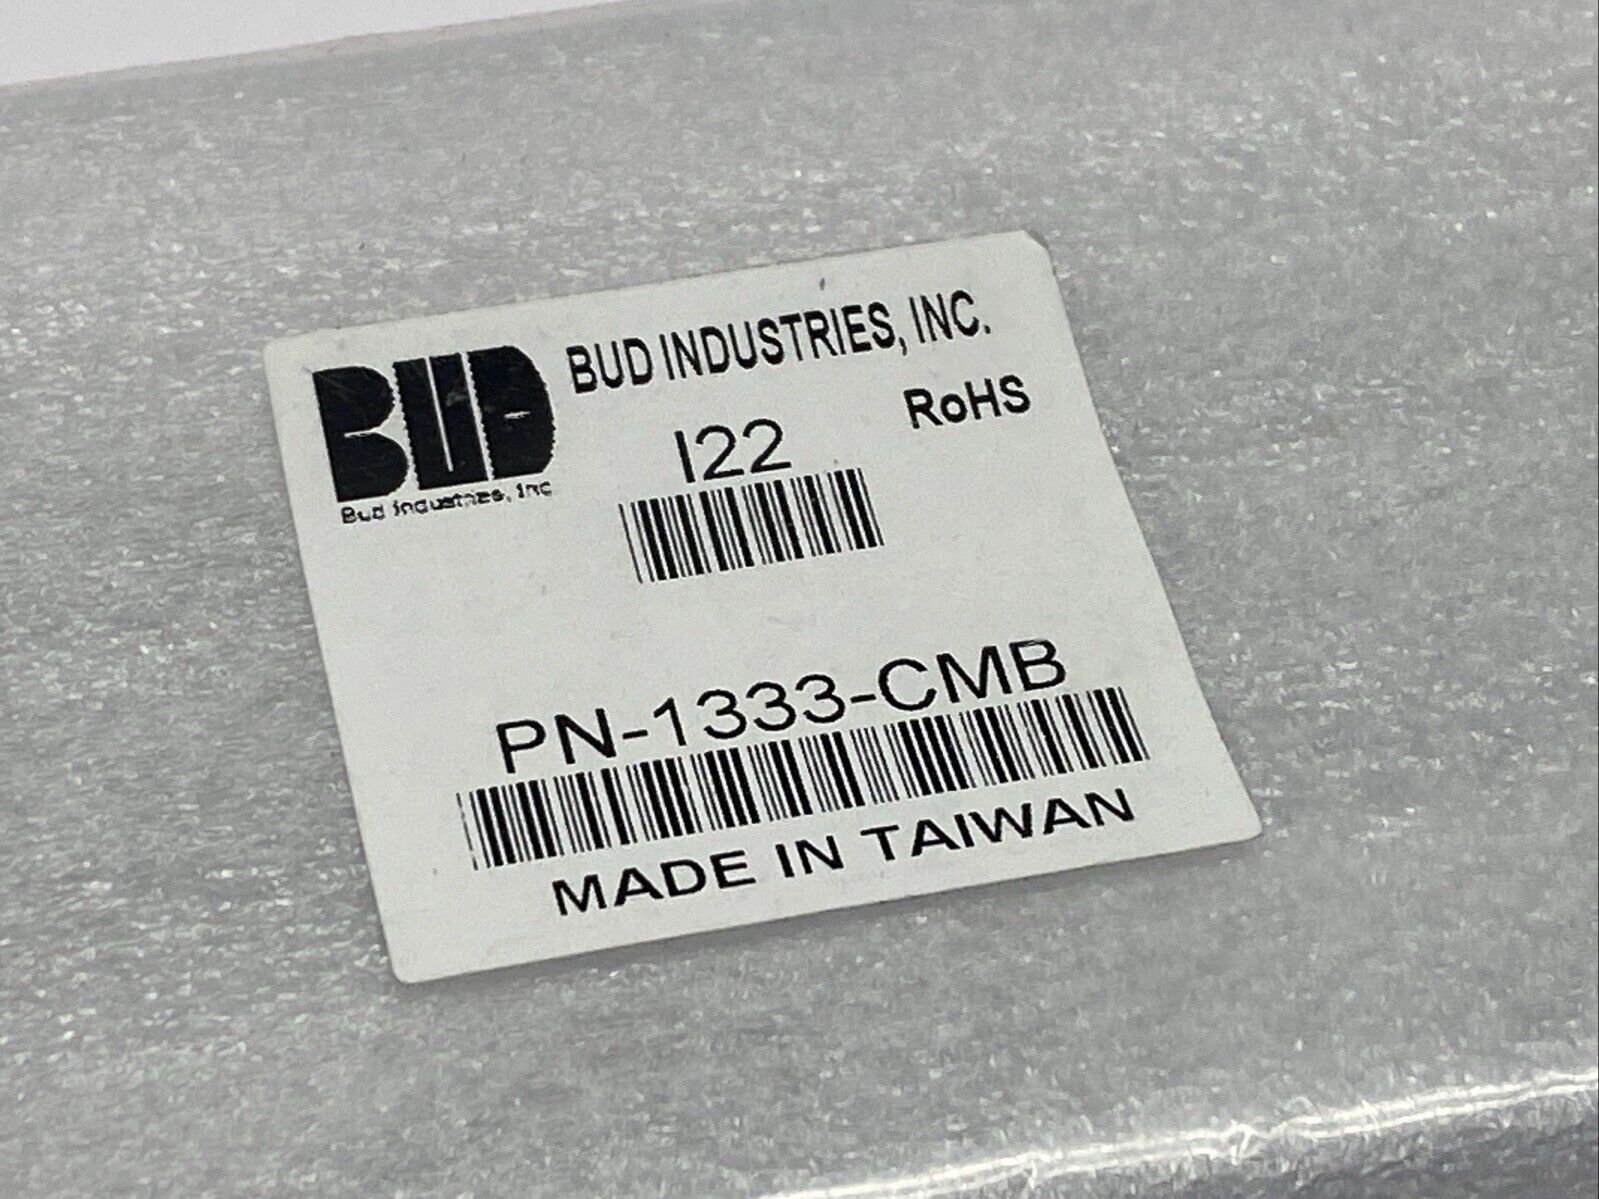 BUD
Bud Industries, Inc
BUD INDUSTRIES, INC.
RoHS
I22
PN-1333-CMB
MADE IN TAIWAN